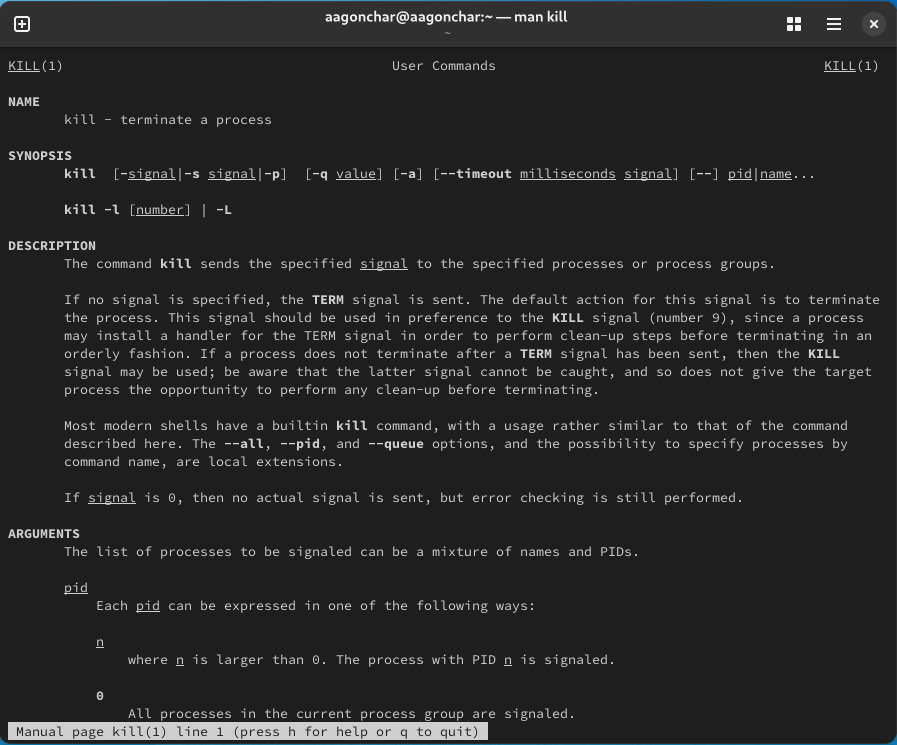 aagonchar@aagonchar:~ — man kill
~
KILL(1) User Commands KILL(1)
NAME
kill - terminate a process
SYNOPSIS
kill [-signal|-s signal|-p] [-q value] [-a] [--timeout milliseconds signal] [--] pid|name...
kill -l [number] | -L
DESCRIPTION
The command kill sends the specified signal to the specified processes or process groups.
If no signal is specified, the TERM signal is sent. The default action for this signal is to terminate
the process. This signal should be used in preference to the KILL signal (number 9), since a process
may install a handler for the TERM signal in order to perform clean-up steps before terminating in an
orderly fashion. If a process does not terminate after a TERM signal has been sent, then the KILL
signal may be used; be aware that the latter signal cannot be caught, and so does not give the target
process the opportunity to perform any clean-up before terminating.
Most modern shells have a builtin kill command, with a usage rather similar to that of the command
described here. The --all, --pid, and --queue options, and the possibility to specify processes by
command name, are local extensions.
If signal is 0, then no actual signal is sent, but error checking is still performed.
ARGUMENTS
The list of processes to be signaled can be a mixture of names and PIDs.
pid
Each pid can be expressed in one of the following ways:
n
where n is larger than 0. The process with PID n is signaled.
0
All processes in the current process group are signaled.
Manual page kill(1) line 1 (press h for help or q to quit)